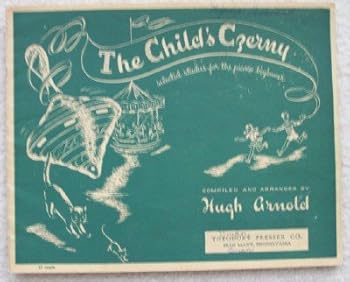 The Child's Czerny
selected studies for the piano beginner
COMPILED AND ARRANGED BY
Hugh Arnold
THEODORE PRESSER CO.
BRYN MAWR, PENNSYLVANIA